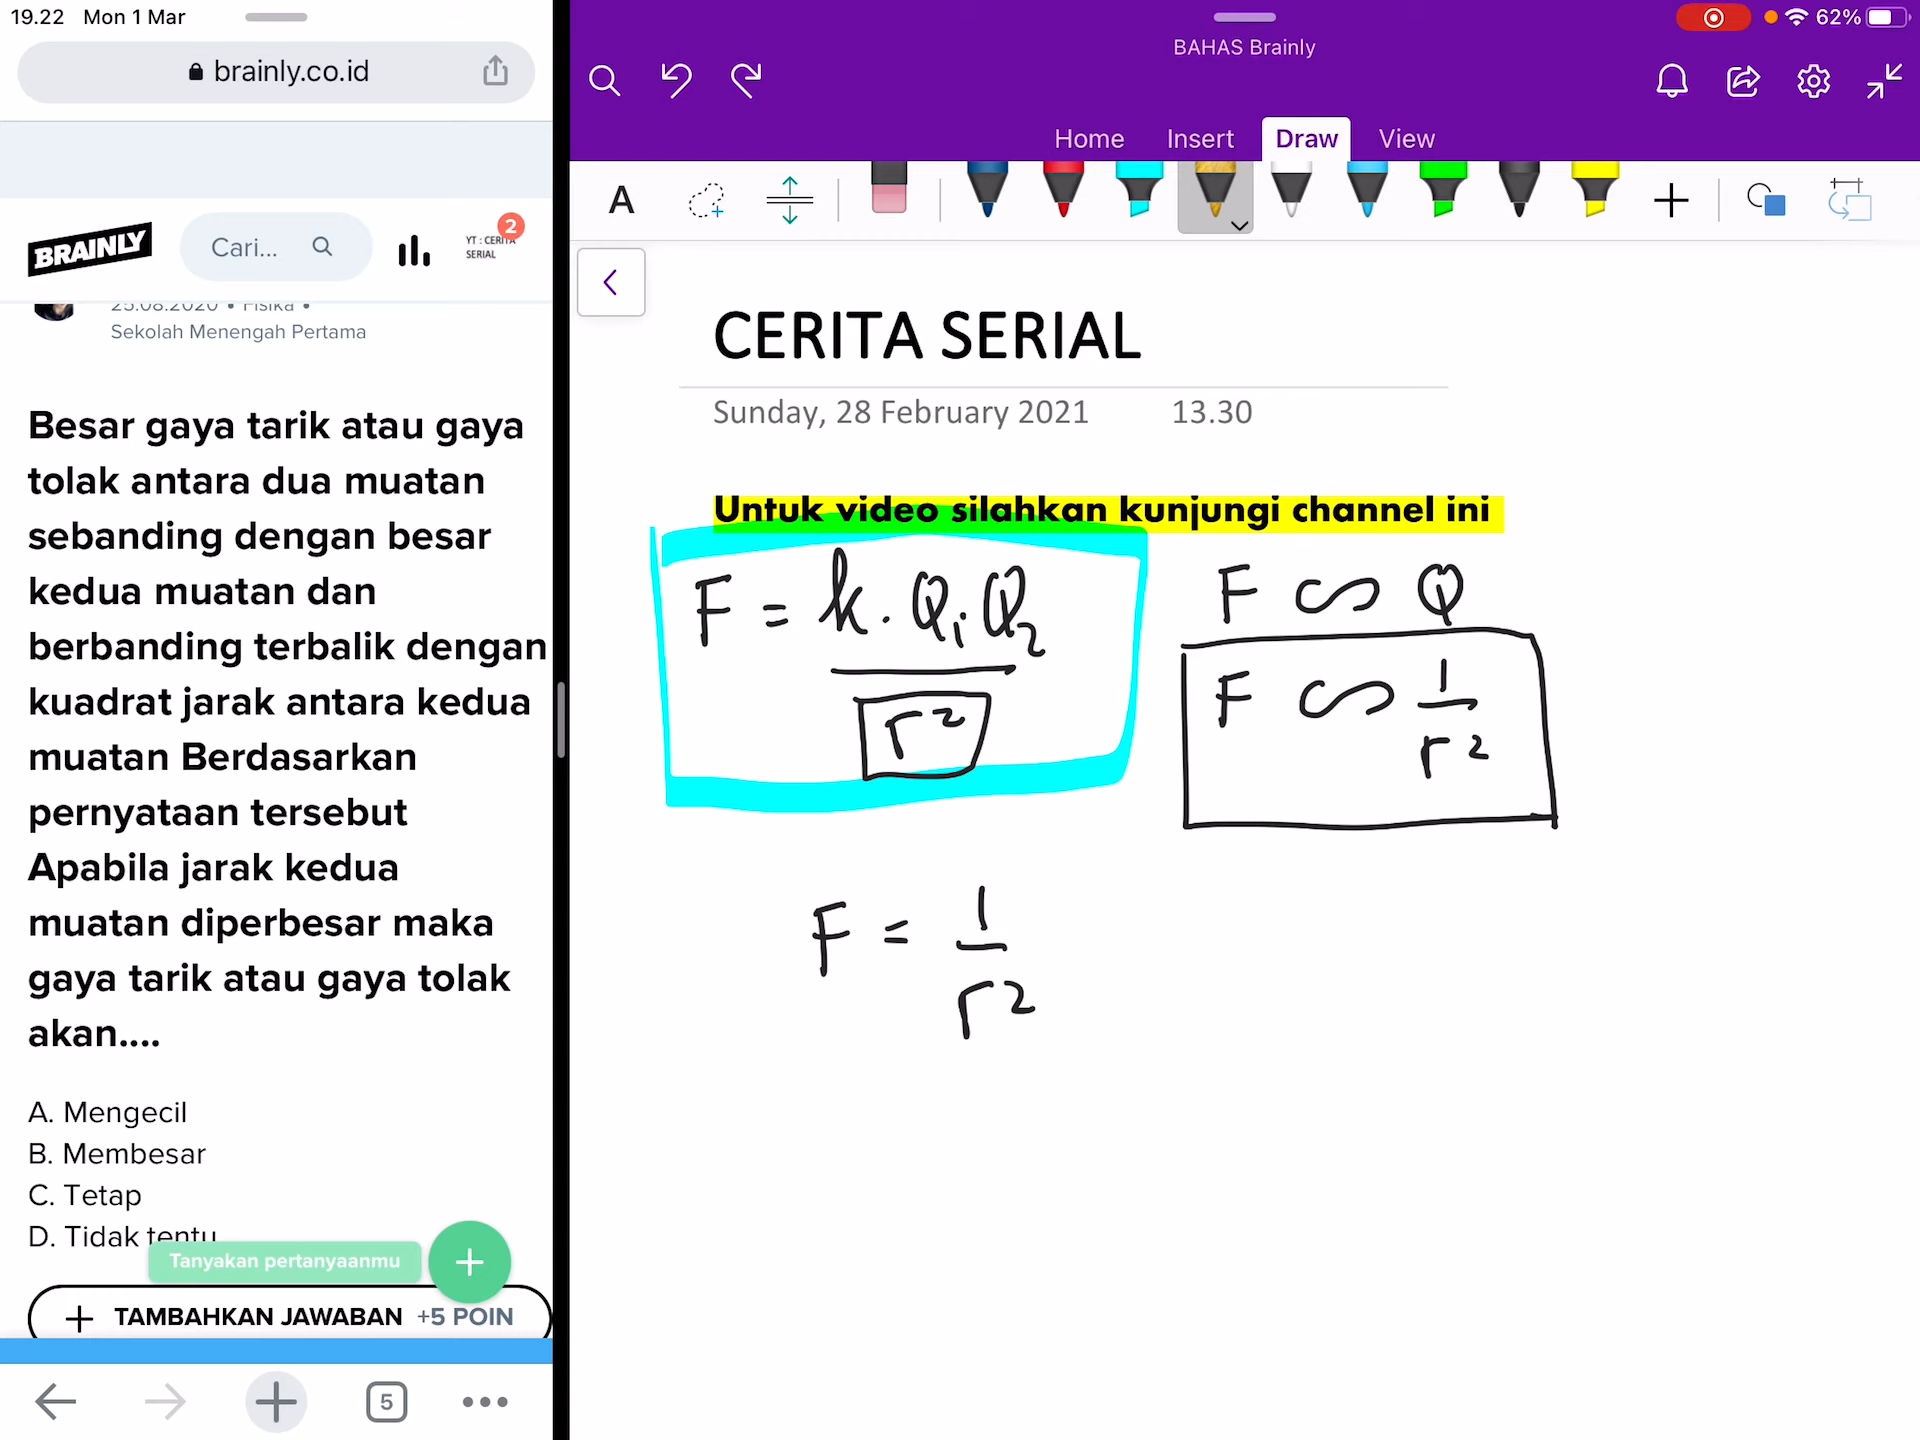 19.22 Mon 1 Mar
brainly.co.id
BRAINLY
Cari...
YT : CERITA
SERIAL
2
25.08.2020 • Fisika •
Sekolah Menengah Pertama
Besar gaya tarik atau gaya
tolak antara dua muatan
sebanding dengan besar
kedua muatan dan
berbanding terbalik dengan
kuadrat jarak antara kedua
muatan Berdasarkan
pernyataan tersebut
Apabila jarak kedua
muatan diperbesar maka
gaya tarik atau gaya tolak
akan....
A. Mengecil
B. Membesar
C. Tetap
D. Tidak tentu
Tanyakan pertanyaanmu
+
+ TAMBAHKAN JAWABAN +5 POIN
5
62%
BAHAS Brainly
Home Insert Draw View
A
CERITA SERIAL
Sunday, 28 February 2021 13.30
Untuk video silahkan kunjungi channel ini
F = k. Q₁ Q₂
r²
F ∽ Q
F ∽ 1
r²
F = 1
r²